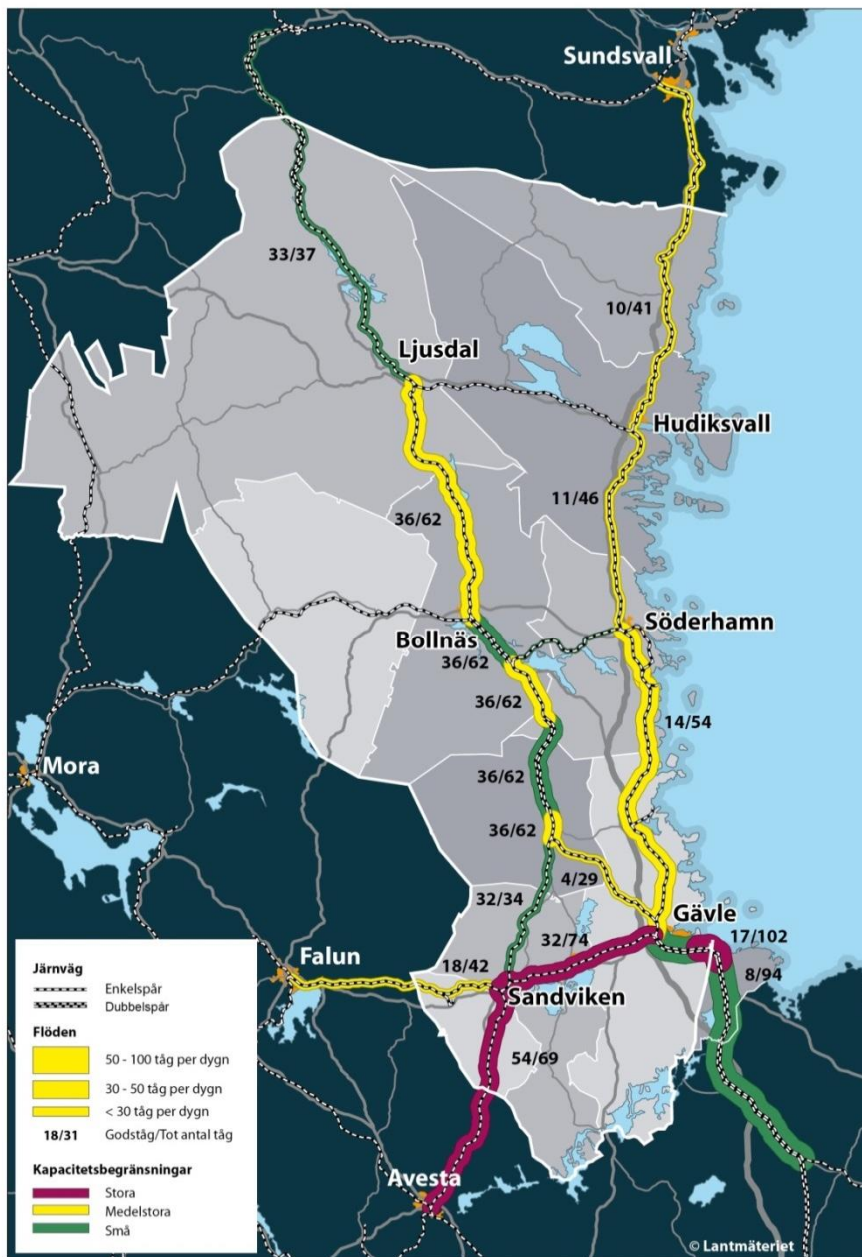 Sundsvall
33/37
10/41
Ljusdal
Hudiksvall
11/46
36/62
Söderhamn
Bollnäs
36/62
36/62
14/54
Mora
36/62
36/62
4/29
32/34
Gävle
17/102
32/74
Falun
18/42
8/94
Sandviken
54/69
Avesta
Järnväg
Enkelspår
Dubbelspår
Flöden
50 - 100 tåg per dygn
30 - 50 tåg per dygn
< 30 tåg per dygn
18/31 Godståg/Tot antal tåg
Kapacitetsbegränsningar
Stora
Medelstora
Små
© Lantmäteriet